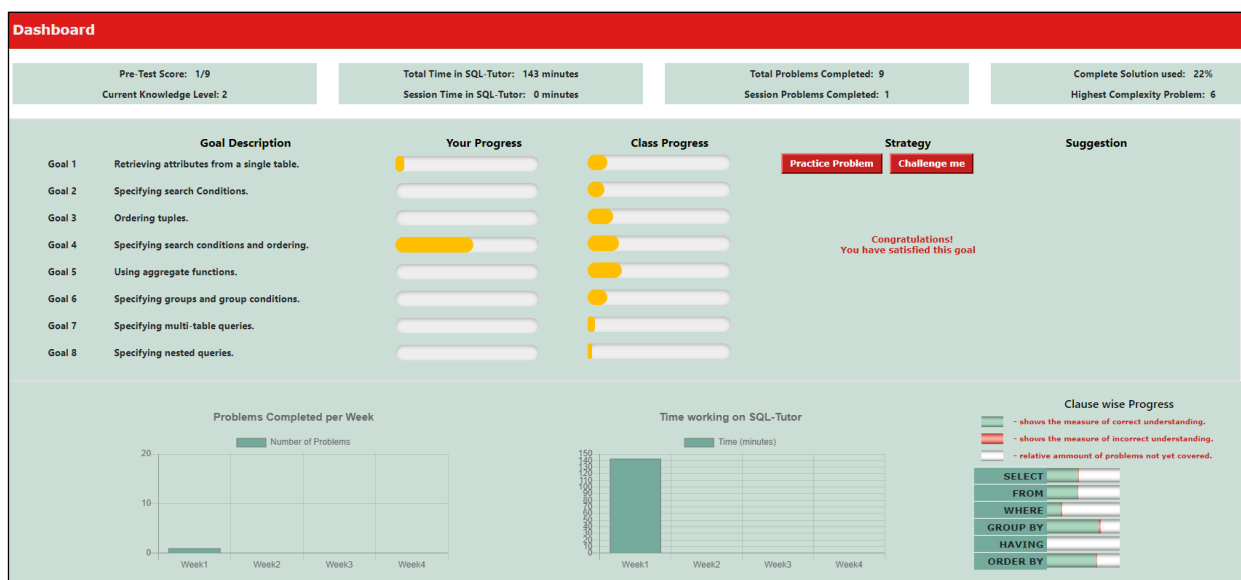 Dashboard
Pre-Test Score: 1/9
Current Knowledge Level: 2
Total Time in SQL-Tutor: 143 minutes
Session Time in SQL-Tutor: 0 minutes
Total Problems Completed: 9
Session Problems Completed: 1
Complete Solution used: 22%
Highest Complexity Problem: 6
Goal Description Your Progress Class Progress Strategy Suggestion
Goal 1 Retrieving attributes from a single table. Practice Problem Challenge me
Goal 2 Specifying search Conditions.
Goal 3 Ordering tuples.
Goal 4 Specifying search conditions and ordering.
Congratulations!
You have satisfied this goal
Goal 5 Using aggregate functions.
Goal 6 Specifying groups and group conditions.
Goal 7 Specifying multi-table queries.
Goal 8 Specifying nested queries.
Problems Completed per Week
Number of Problems
20
10
0
Week1 Week2 Week3 Week4
Time working on SQL-Tutor
Time (minutes)
150
140
130
120
110
100
90
80
70
60
50
40
30
20
10
0
Week1 Week2 Week3 Week4
Clause wise Progress
- shows the measure of correct understanding.
- shows the measure of incorrect understanding.
- relative ammount of problems not yet covered.
SELECT
FROM
WHERE
GROUP BY
HAVING
ORDER BY